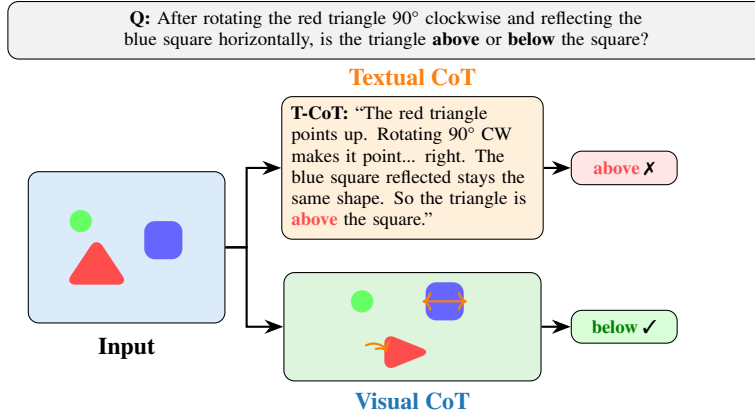 Q: After rotating the red triangle 90° clockwise and reflecting the
blue square horizontally, is the triangle above or below the square?
Textual CoT
T-CoT: “The red triangle
points up. Rotating 90° CW
makes it point... right. The
blue square reflected stays the
same shape. So the triangle is
above the square.”
above ✗
Input
below ✓
Visual CoT